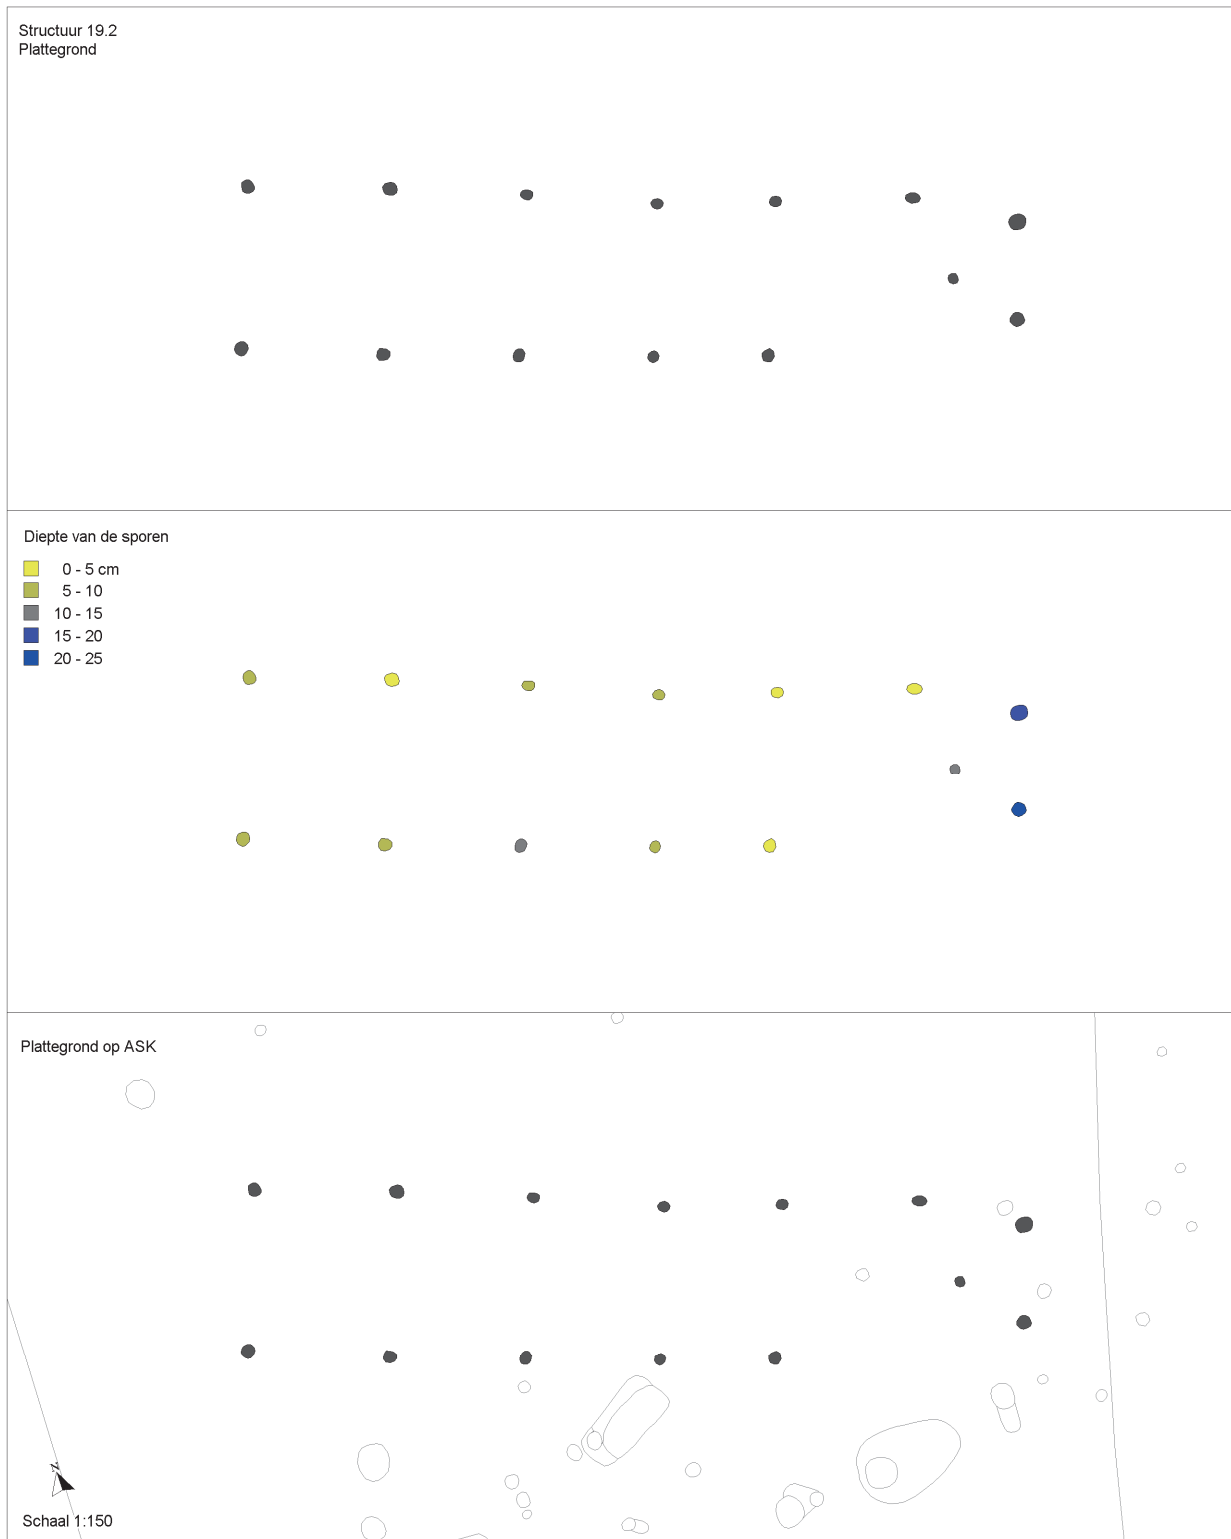 Structuur 19.2
Plattegrond
Diepte van de sporen
0 - 5 cm
5 - 10
10 - 15
15 - 20
20 - 25
Plattegrond op ASK
N
Schaal 1:150